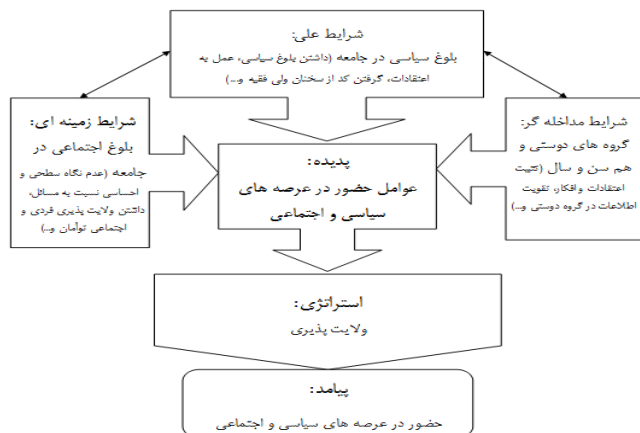 شرایط علی:
بلوغ سیاسی در جامعه (داشتن بلوغ سیاسی، عمل به
اعتقادات، گرفتن کد از سخنان ولی فقیه و...)
شرایط مداخله گر:
گروه های دوستی و
هم سن و سال (تثبیت
اعتقادات و افکار، تقویت
اطلاعات در گروه دوستی و...)
پدیده:
عوامل حضور در عرصه های
سیاسی و اجتماعی
شرایط زمینه ای:
بلوغ اجتماعی در
جامعه (عدم نگاه سطحی و
احساسی نسبت به مسائل،
داشتن ولایت پذیری فردی و
اجتماعی توأمان و...)
استراتژی:
ولایت پذیری
پیامد:
حضور در عرصه های سیاسی و اجتماعی